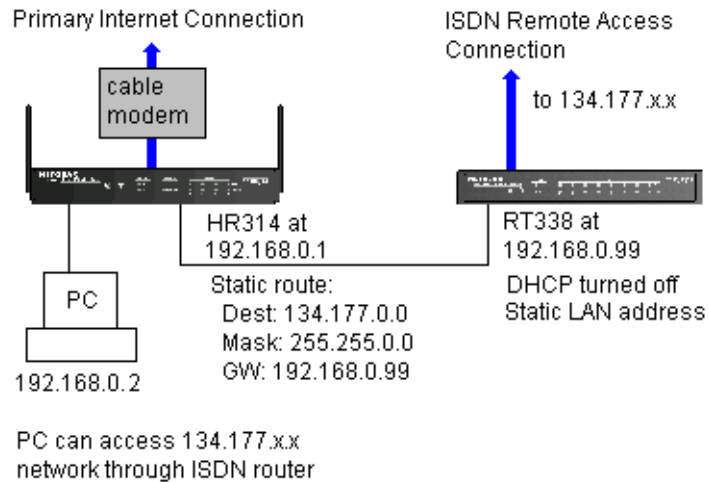 Primary Internet Connection
ISDN Remote Access
Connection
cable
modem
to 134.177.x.x
NETGEAR
HR314 at
192.168.0.1
RT338 at
192.168.0.99
Static route:
Dest: 134.177.0.0
Mask: 255.255.0.0
GW: 192.168.0.99
DHCP turned off
Static LAN address
PC
192.168.0.2
PC can access 134.177.x.x
network through ISDN router